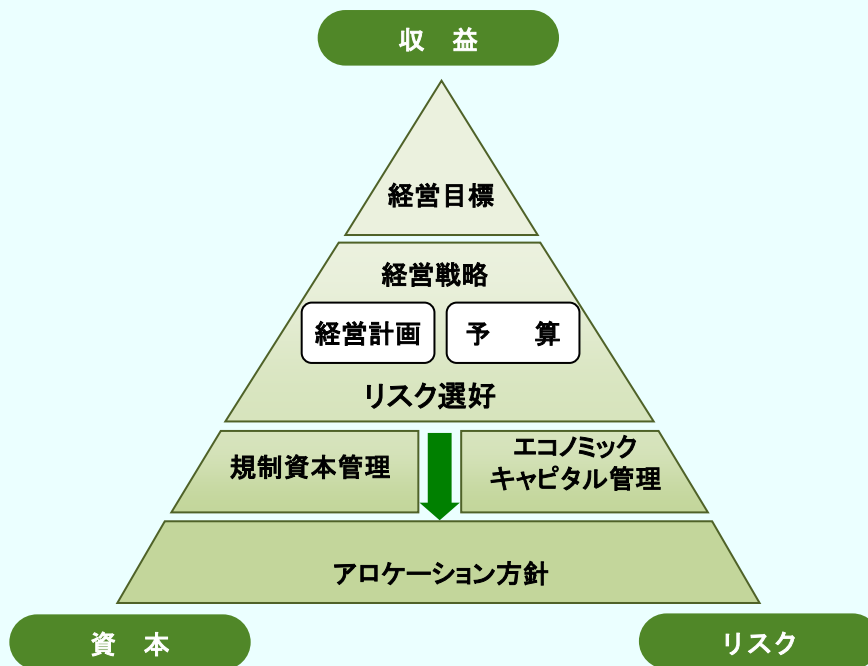 収　益
経営目標
経営戦略
経営計画
予　　算
リスク選好
規制資本管理
エコノミック
キャピタル管理
アロケーション方針
資　本
リスク